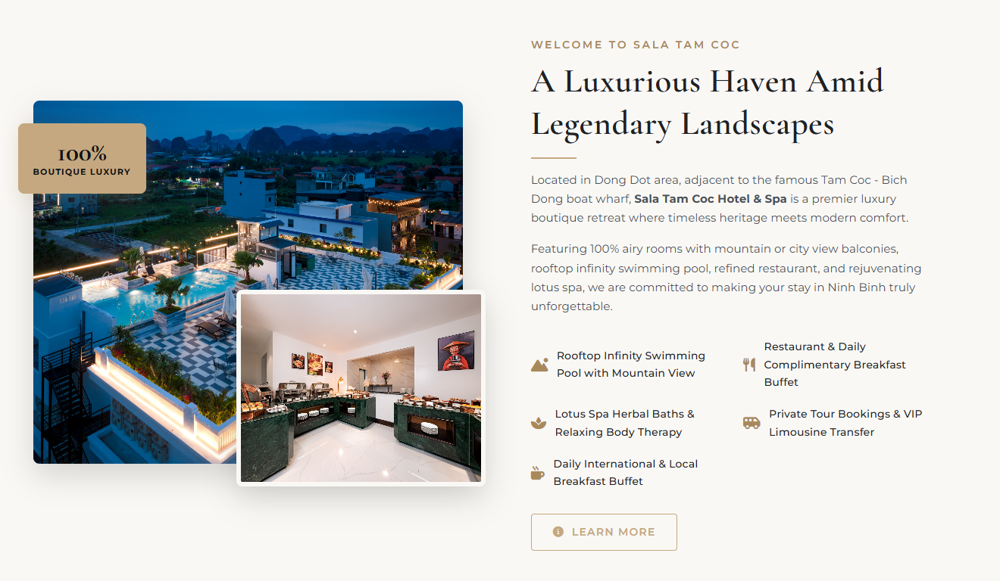 100%
BOUTIQUE LUXURY
WELCOME TO SALA TAM COC
A Luxurious Haven Amid
Legendary Landscapes
Located in Dong Dot area, adjacent to the famous Tam Coc - Bich
Dong boat wharf, Sala Tam Coc Hotel & Spa is a premier luxury
boutique retreat where timeless heritage meets modern comfort.
Featuring 100% airy rooms with mountain or city view balconies,
rooftop infinity swimming pool, refined restaurant, and rejuvenating
lotus spa, we are committed to making your stay in Ninh Binh truly
unforgettable.
Rooftop Infinity Swimming
Pool with Mountain View
Restaurant & Daily
Complimentary Breakfast
Buffet
Lotus Spa Herbal Baths &
Relaxing Body Therapy
Private Tour Bookings & VIP
Limousine Transfer
Daily International & Local
Breakfast Buffet
LEARN MORE